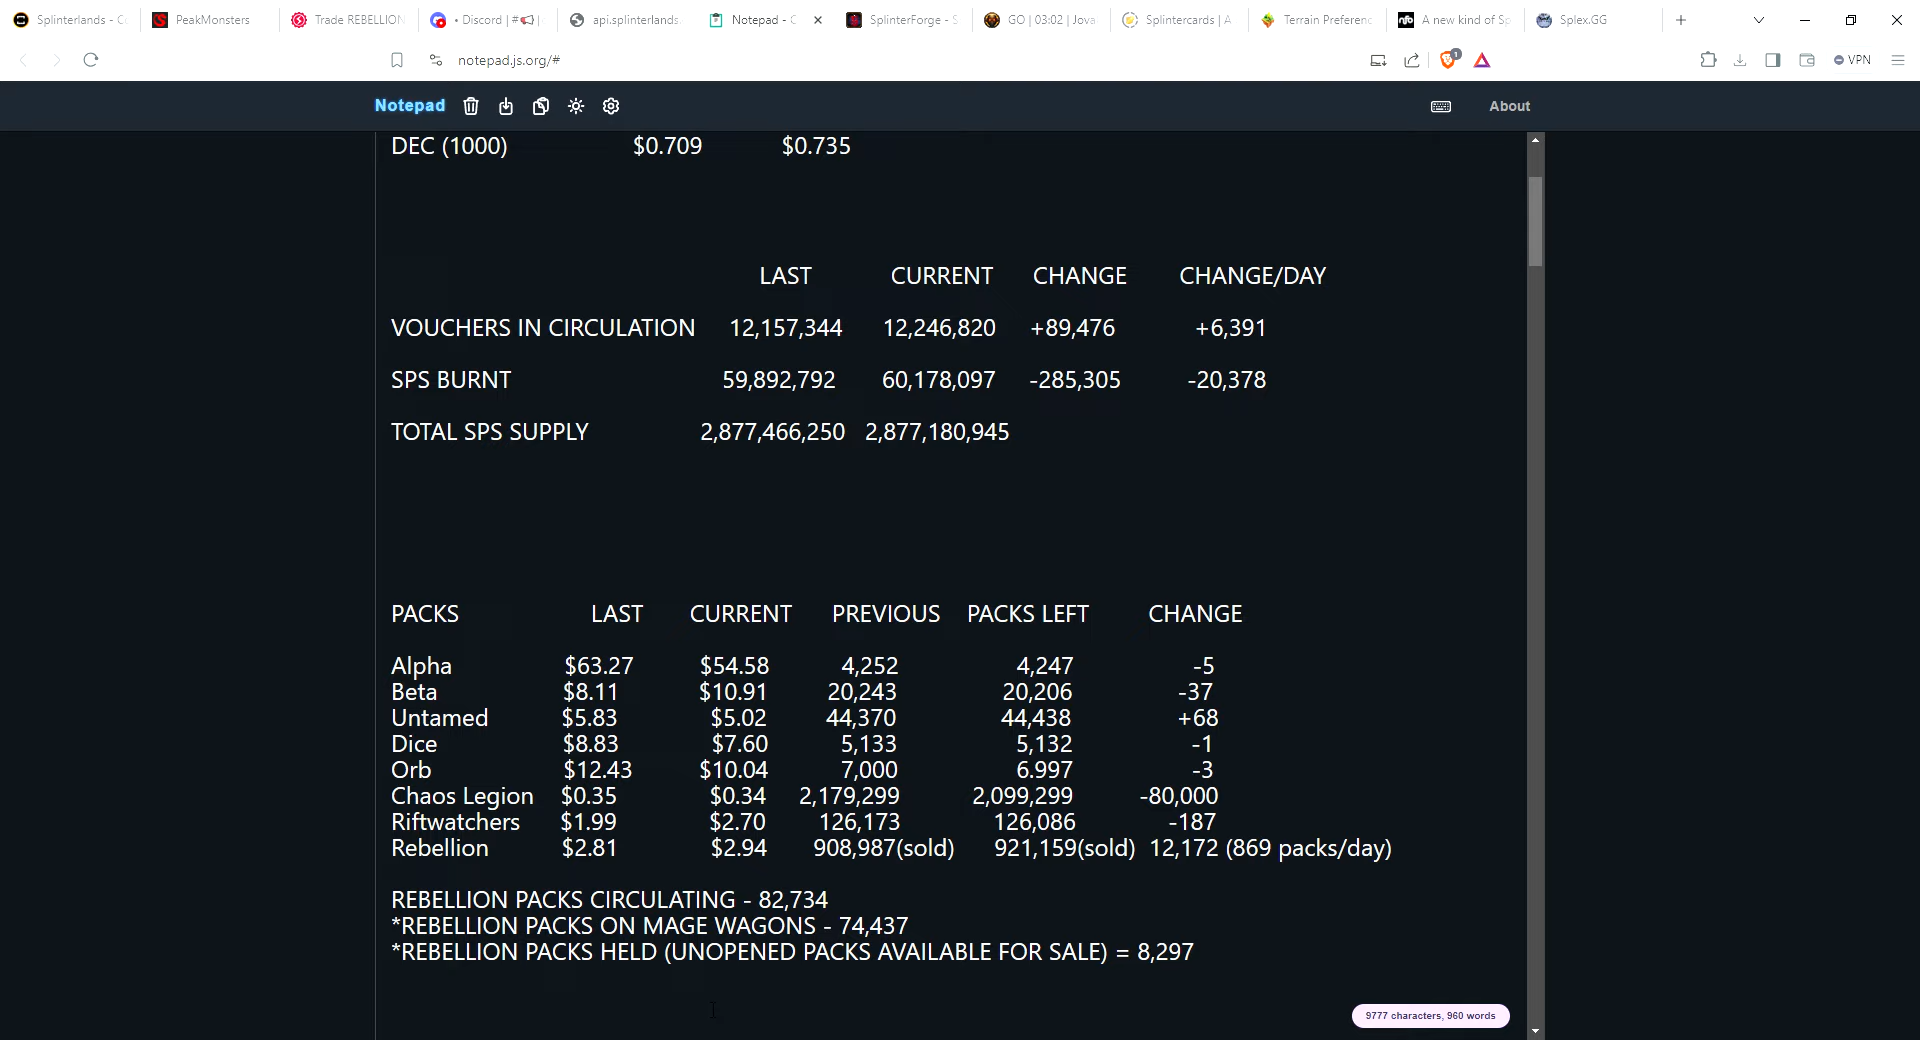 Splinterlands - C
PeakMonsters
Trade REBELLION
• Discord | #
api.splinterlands.
Notepad - C
SplinterForge - S
GO | 03:02 | Jova
Splintercards | A
Terrain Preferenc
A new kind of Sp
Splex.GG
notepad.js.org/#
1
VPN
Notepad
About
DEC (1000) $0.709 $0.735
LAST CURRENT CHANGE CHANGE/DAY
VOUCHERS IN CIRCULATION 12,157,344 12,246,820 +89,476 +6,391
SPS BURNT 59,892,792 60,178,097 -285,305 -20,378
TOTAL SPS SUPPLY 2,877,466,250 2,877,180,945
PACKS LAST CURRENT PREVIOUS PACKS LEFT CHANGE
Alpha $63.27 $54.58 4,252 4,247 -5
Beta $8.11 $10.91 20,243 20,206 -37
Untamed $5.83 $5.02 44,370 44,438 +68
Dice $8.83 $7.60 5,133 5,132 -1
Orb $12.43 $10.04 7,000 6.997 -3
Chaos Legion $0.35 $0.34 2,179,299 2,099,299 -80,000
Riftwatchers $1.99 $2.70 126,173 126,086 -187
Rebellion $2.81 $2.94 908,987(sold) 921,159(sold) 12,172 (869 packs/day)
REBELLION PACKS CIRCULATING - 82,734
*REBELLION PACKS ON MAGE WAGONS - 74,437
*REBELLION PACKS HELD (UNOPENED PACKS AVAILABLE FOR SALE) = 8,297
9777 characters, 960 words